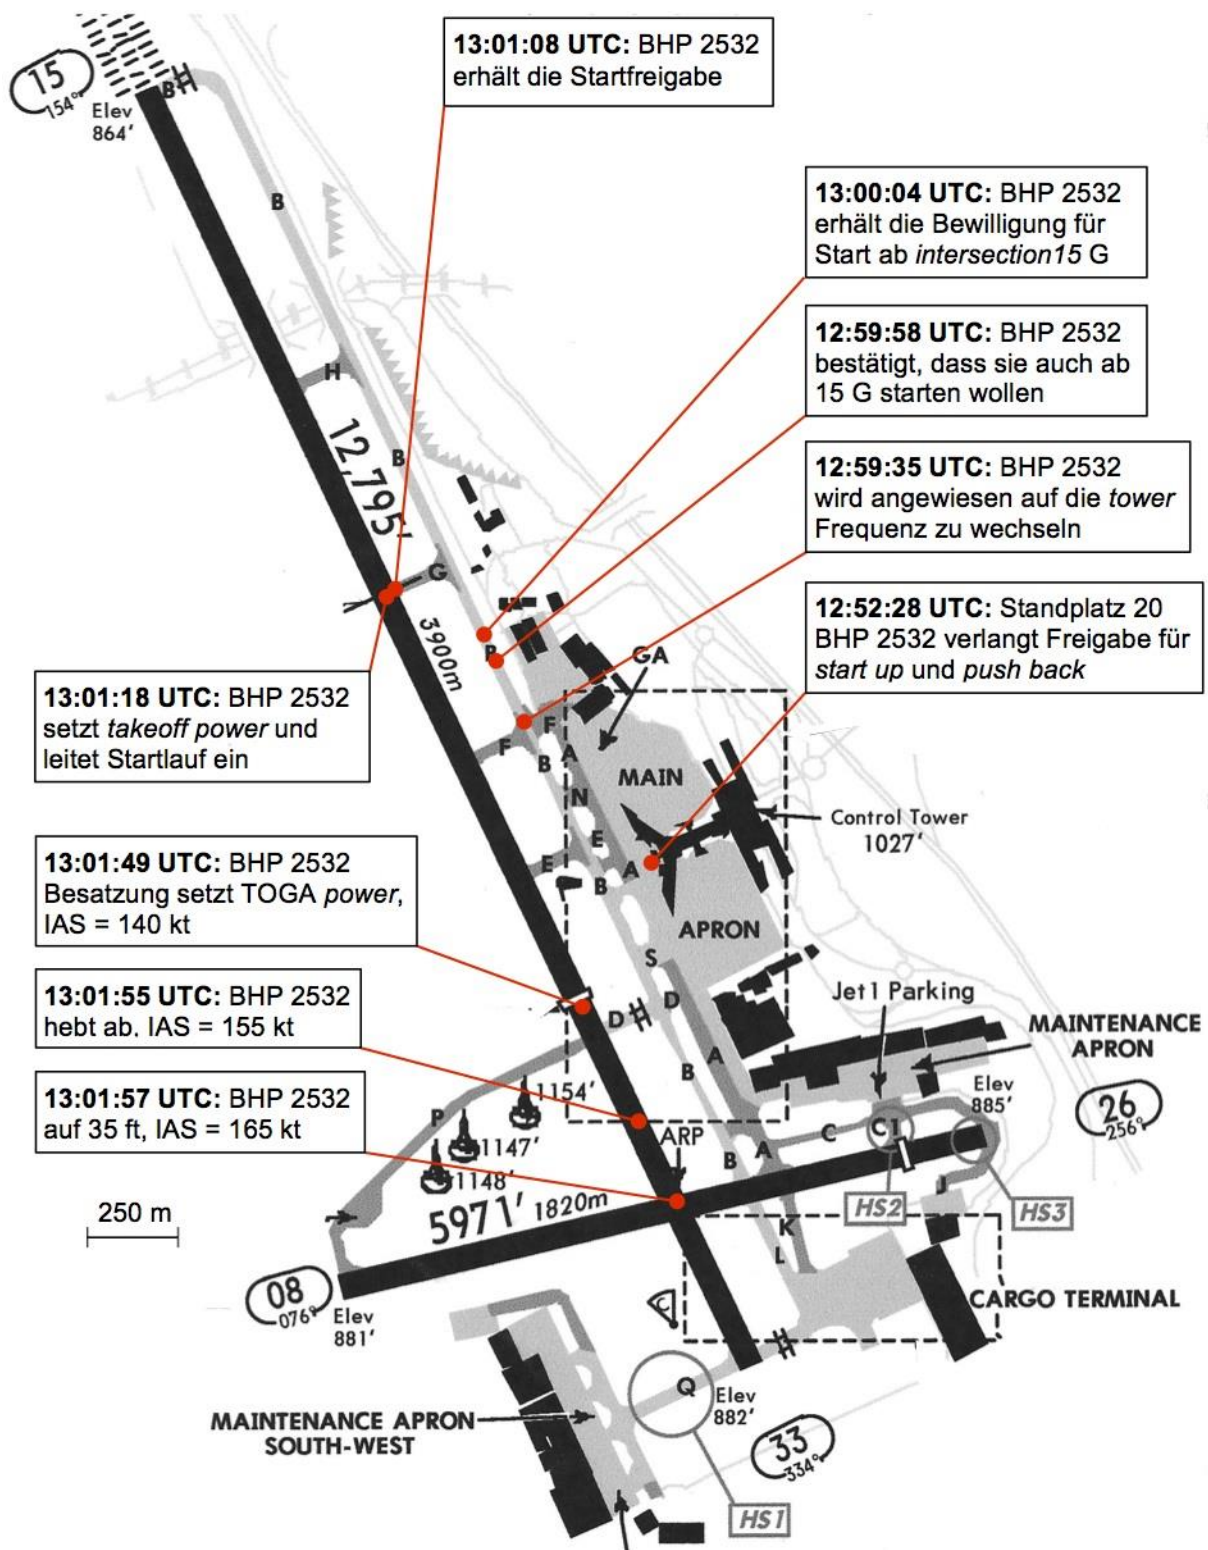 13:01:08 UTC: BHP 2532
erhält die Startfreigabe
15
154°
Elev
864'
B
B
13:00:04 UTC: BHP 2532
erhält die Bewilligung für
Start ab intersection15 G
12:59:58 UTC: BHP 2532
bestätigt, dass sie auch ab
15 G starten wollen
H
12,795'
B
12:59:35 UTC: BHP 2532
wird angewiesen auf die tower
Frequenz zu wechseln
G
12:52:28 UTC: Standplatz 20
BHP 2532 verlangt Freigabe für
start up und push back
3900m
GA
13:01:18 UTC: BHP 2532
setzt takeoff power und
leitet Startlauf ein
F
F
B
A
MAIN
N
Control Tower
1027'
E
E
A
B
13:01:49 UTC: BHP 2532
Besatzung setzt TOGA power,
IAS = 140 kt
APRON
S
13:01:55 UTC: BHP 2532
hebt ab. IAS = 155 kt
D
D
Jet1 Parking
MAINTENANCE
APRON
A
B
13:01:57 UTC: BHP 2532
auf 35 ft, IAS = 165 kt
1154'
Elev
885'
26
256°
P
1147'
1148'
ARP
C
C1
A
B
250 m
5971'
1820m
J
HS2
HS3
K
L
08
076°
Elev
881'
C
CARGO TERMINAL
Q
Elev
882'
MAINTENANCE APRON
SOUTH-WEST
33
334°
HS1